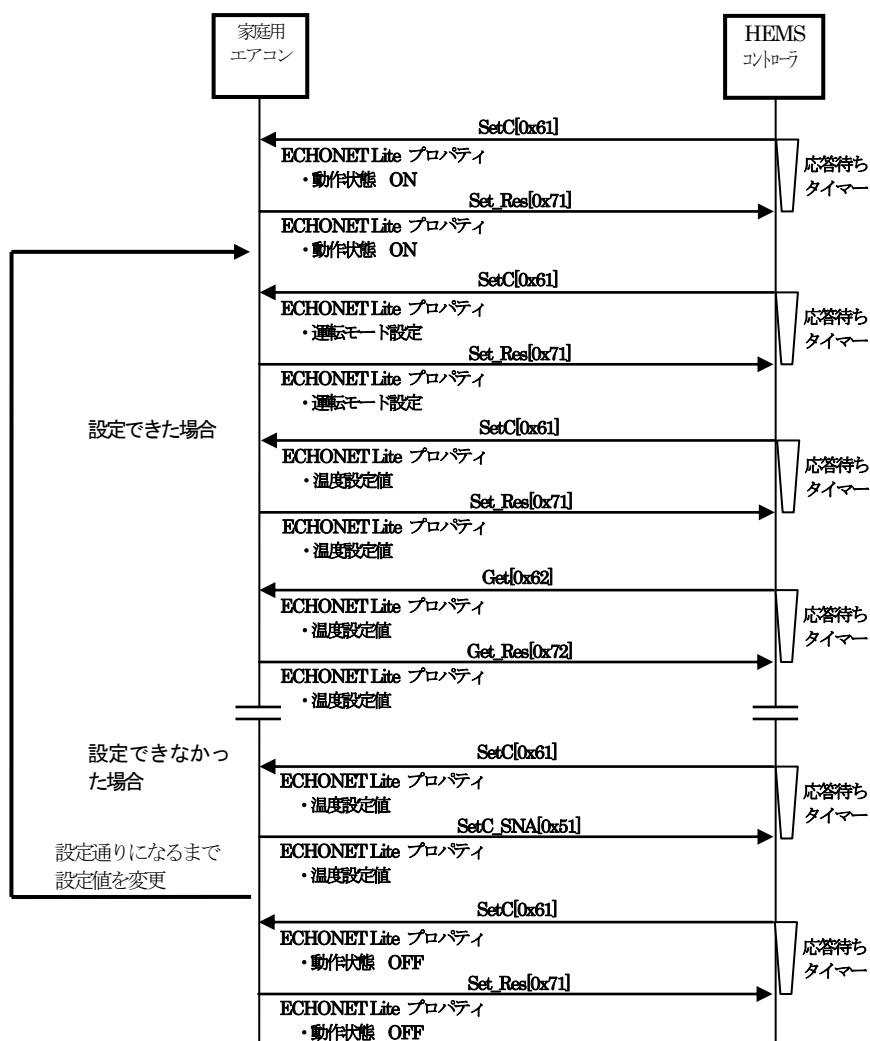 家庭用
エアコン
HEMS
コントローラ
SetC[0x61]
ECHONET Lite プロパティ
・動作状態 ON
応答待ち
タイマー
Set_Res[0x71]
ECHONET Lite プロパティ
・動作状態 ON
SetC[0x61]
ECHONET Lite プロパティ
・運転モード設定
応答待ち
タイマー
Set_Res[0x71]
ECHONET Lite プロパティ
・運転モード設定
設定できた場合
SetC[0x61]
ECHONET Lite プロパティ
・温度設定値
応答待ち
タイマー
Set_Res[0x71]
ECHONET Lite プロパティ
・温度設定値
Get[0x62]
ECHONET Lite プロパティ
・温度設定値
応答待ち
タイマー
Get_Res[0x72]
ECHONET Lite プロパティ
・温度設定値
設定できなかっ
た場合
SetC[0x61]
ECHONET Lite プロパティ
・温度設定値
応答待ち
タイマー
SetC_SNA[0x51]
ECHONET Lite プロパティ
・温度設定値
設定通りになるまで
設定値を変更
SetC[0x61]
ECHONET Lite プロパティ
・動作状態 OFF
応答待ち
タイマー
Set_Res[0x71]
ECHONET Lite プロパティ
・動作状態 OFF